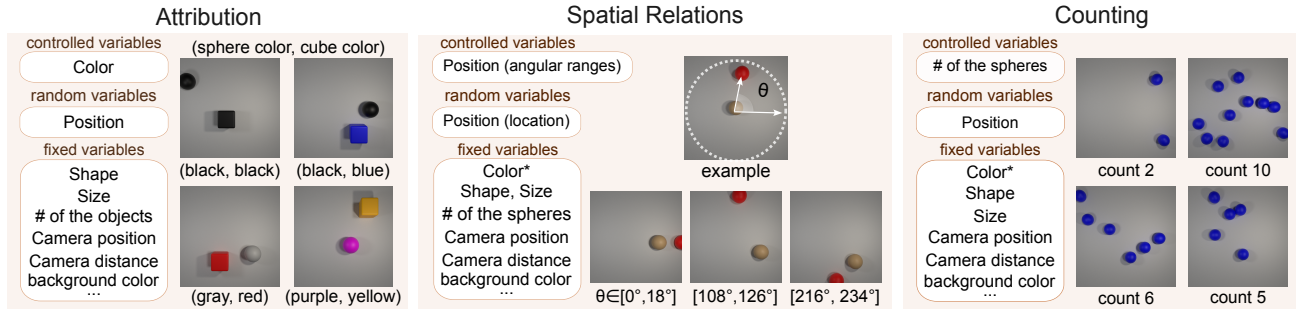 Attribution
controlled variables
Color
random variables
Position
fixed variables
Shape
Size
# of the objects
Camera position
Camera distance
background color
...
(sphere color, cube color)
(black, black)
(black, blue)
(gray, red)
(purple, yellow)
Spatial Relations
controlled variables
Position (angular ranges)
random variables
Position (location)
fixed variables
Color*
Shape, Size
# of the spheres
Camera position
Camera distance
background color
...
θ
example
θ∈[0°,18°]
[108°,126°]
[216°, 234°]
Counting
controlled variables
# of the spheres
random variables
Position
fixed variables
Color*
Shape
Size
Camera position
Camera distance
background color
...
count 2
count 10
count 6
count 5